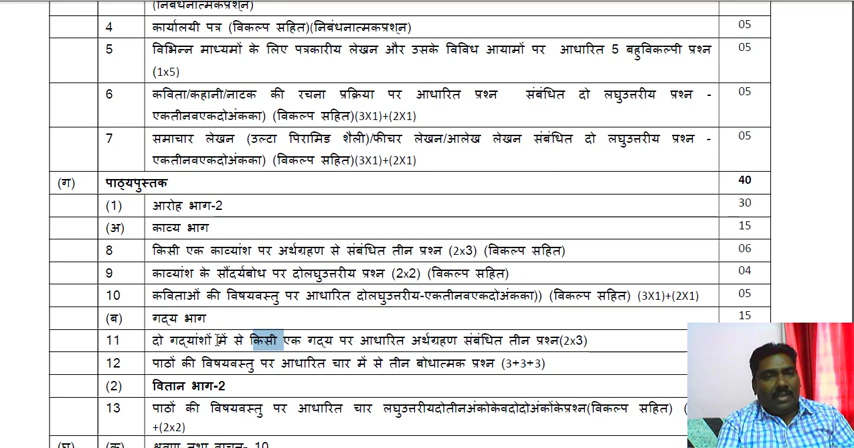 (निबंधनात्मकप्रश्न)
4 कार्यालयी पत्र (विकल्प सहित)(निबंधनात्मकप्रश्न) 05
5 विभिन्न माध्यमों के लिए पत्रकारीय लेखन और उसके विविध आयामों पर आधारित 5 बहुविकल्पी प्रश्न 05
(1x5)
6 कविता/कहानी/नाटक की रचना प्रक्रिया पर आधारित प्रश्न संबंधित दो लघुउत्तरीय प्रश्न - 05
एकतीनवएकदोअंकका) (विकल्प सहित)(3X1)+(2X1)
7 समाचार लेखन (उल्टा पिरामिड शैली)/फीचर लेखन/आलेख लेखन संबंधित दो लघुउत्तरीय प्रश्न - 05
एकतीनवएकदोअंकका) (विकल्प सहित)(3X1)+(2X1)
(ग) पाठ्यपुस्तक 40
(1) आरोह भाग-2 30
(अ) काव्य भाग 15
8 किसी एक काव्यांश पर अर्थग्रहण से संबंधित तीन प्रश्न (2x3) (विकल्प सहित) 06
9 काव्यांश के सौंदर्यबोध पर दोलघुउत्तरीय प्रश्न (2x2) (विकल्प सहित) 04
10 कविताओं की विषयवस्तु पर आधारित दोलघुउत्तरीय-एकतीनवएकदोअंकका)) (विकल्प सहित) (3X1)+(2X1) 05
(ब) गद्य भाग 15
11 दो गद्यांशों में से किसी एक गद्य पर आधारित अर्थग्रहण संबंधित तीन प्रश्न(2x3)
12 पाठों की विषयवस्तु पर आधारित चार में से तीन बोधात्मक प्रश्न (3+3+3)
(2) वितान भाग-2
13 पाठों की विषयवस्तु पर आधारित चार लघुउत्तरीयदोतीनअंकोकेवदोदोअंकोंकेप्रश्न(विकल्प सहित) (
+(2x2)
(घ) (क) श्रवण तथा वाचन- 10